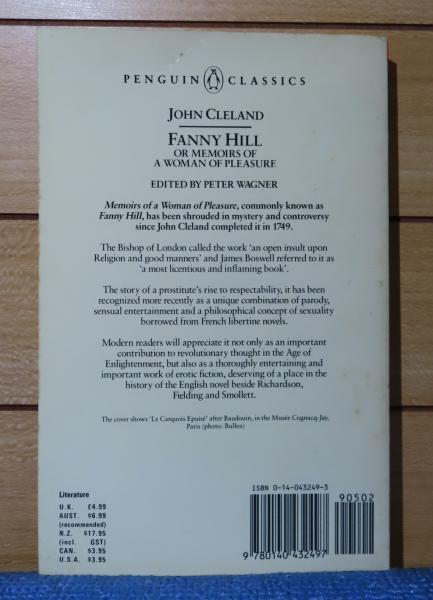 PENGUIN CLASSICS
JOHN CLELAND
FANNY HILL
OR MEMOIRS OF
A WOMAN OF PLEASURE
EDITED BY PETER WAGNER
Memoirs of a Woman of Pleasure, commonly known as
Fanny Hill, has been shrouded in mystery and controversy
since John Cleland completed it in 1749.
The Bishop of London called the work 'an open insult upon
Religion and good manners' and James Boswell referred to it as
'a most licentious and inflaming book'.
The story of a prostitute's rise to respectability, it has been
recognized more recently as a unique combination of parody,
sensual entertainment and a philosophical concept of sexuality
borrowed from French libertine novels.
Modern readers will appreciate it not only as an important
contribution to revolutionary thought in the Age of
Enlightenment, but also as a thoroughly entertaining and
important work of erotic fiction, deserving of a place in the
history of the English novel beside Richardson,
Fielding and Smollett.
The cover shows 'Le Carquois Epuisé' after Baudouin, in the Musée Cognacq-Jay,
Paris (photo: Bulloz)
Literature
U.K. £4.99
AUST. $6.99
(recommended)
N.Z. $17.95
(incl. GST)
CAN. $3.95
U.S.A. $3.95
ISBN 0-14-043249-3
90502
9 780140 432497